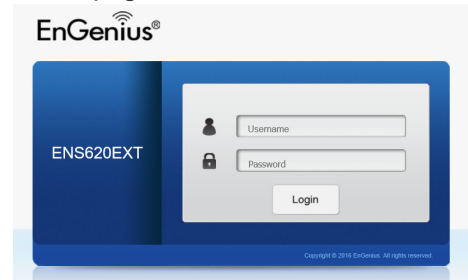 EnGenius®
ENS620EXT
Username
Password
Login
Copyright © 2016 EnGenius. All rights reserved.